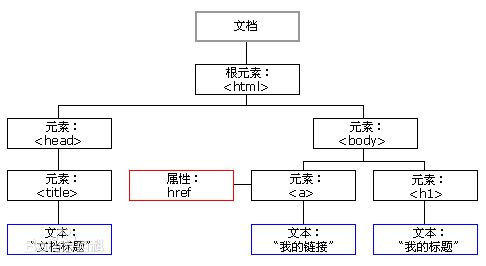 文档
根元素：
<html>
元素：
<head>
元素：
<body>
元素：
<title>
属性：
href
元素：
<a>
元素：
<h1>
文本：
“文档标题”
文本：
“我的链接”
文本：
“我的标题”